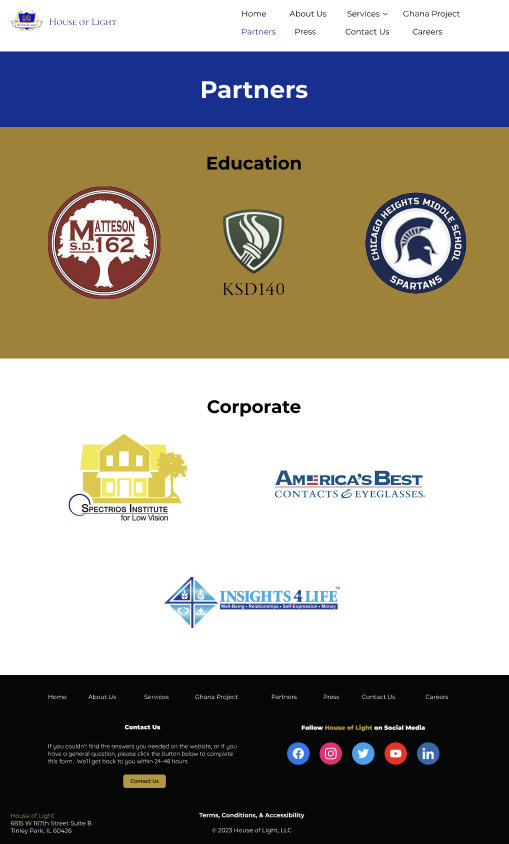 House of Light
Home About Us Services Ghana Project
Partners Press Contact Us Careers
Partners
Education
MATTESON
S.D. 162
KSD140
CHICAGO HEIGHTS MIDDLE SCHOOL
SPARTANS
Corporate
SPECTRIOS INSTITUTE
for Low Vision
AMERICA'S BEST
CONTACTS & EYEGLASSES
INSIGHTS 4 LIFE™
Well-Being • Relationships • Self-Expression • Money
Home About Us Services Ghana Project Partners Press Contact Us Careers
Contact Us
If you couldn't find the answers you needed on the website, or if you
have a general question, please click the button below to complete
this form. We'll get back to you within 24-48 hours.
Contact Us
Follow House of Light on Social Media
House of Light
6815 W 167th Street Suite B
Tinley Park, IL 60426
Terms, Conditions, & Accessibility
© 2023 House of Light, LLC